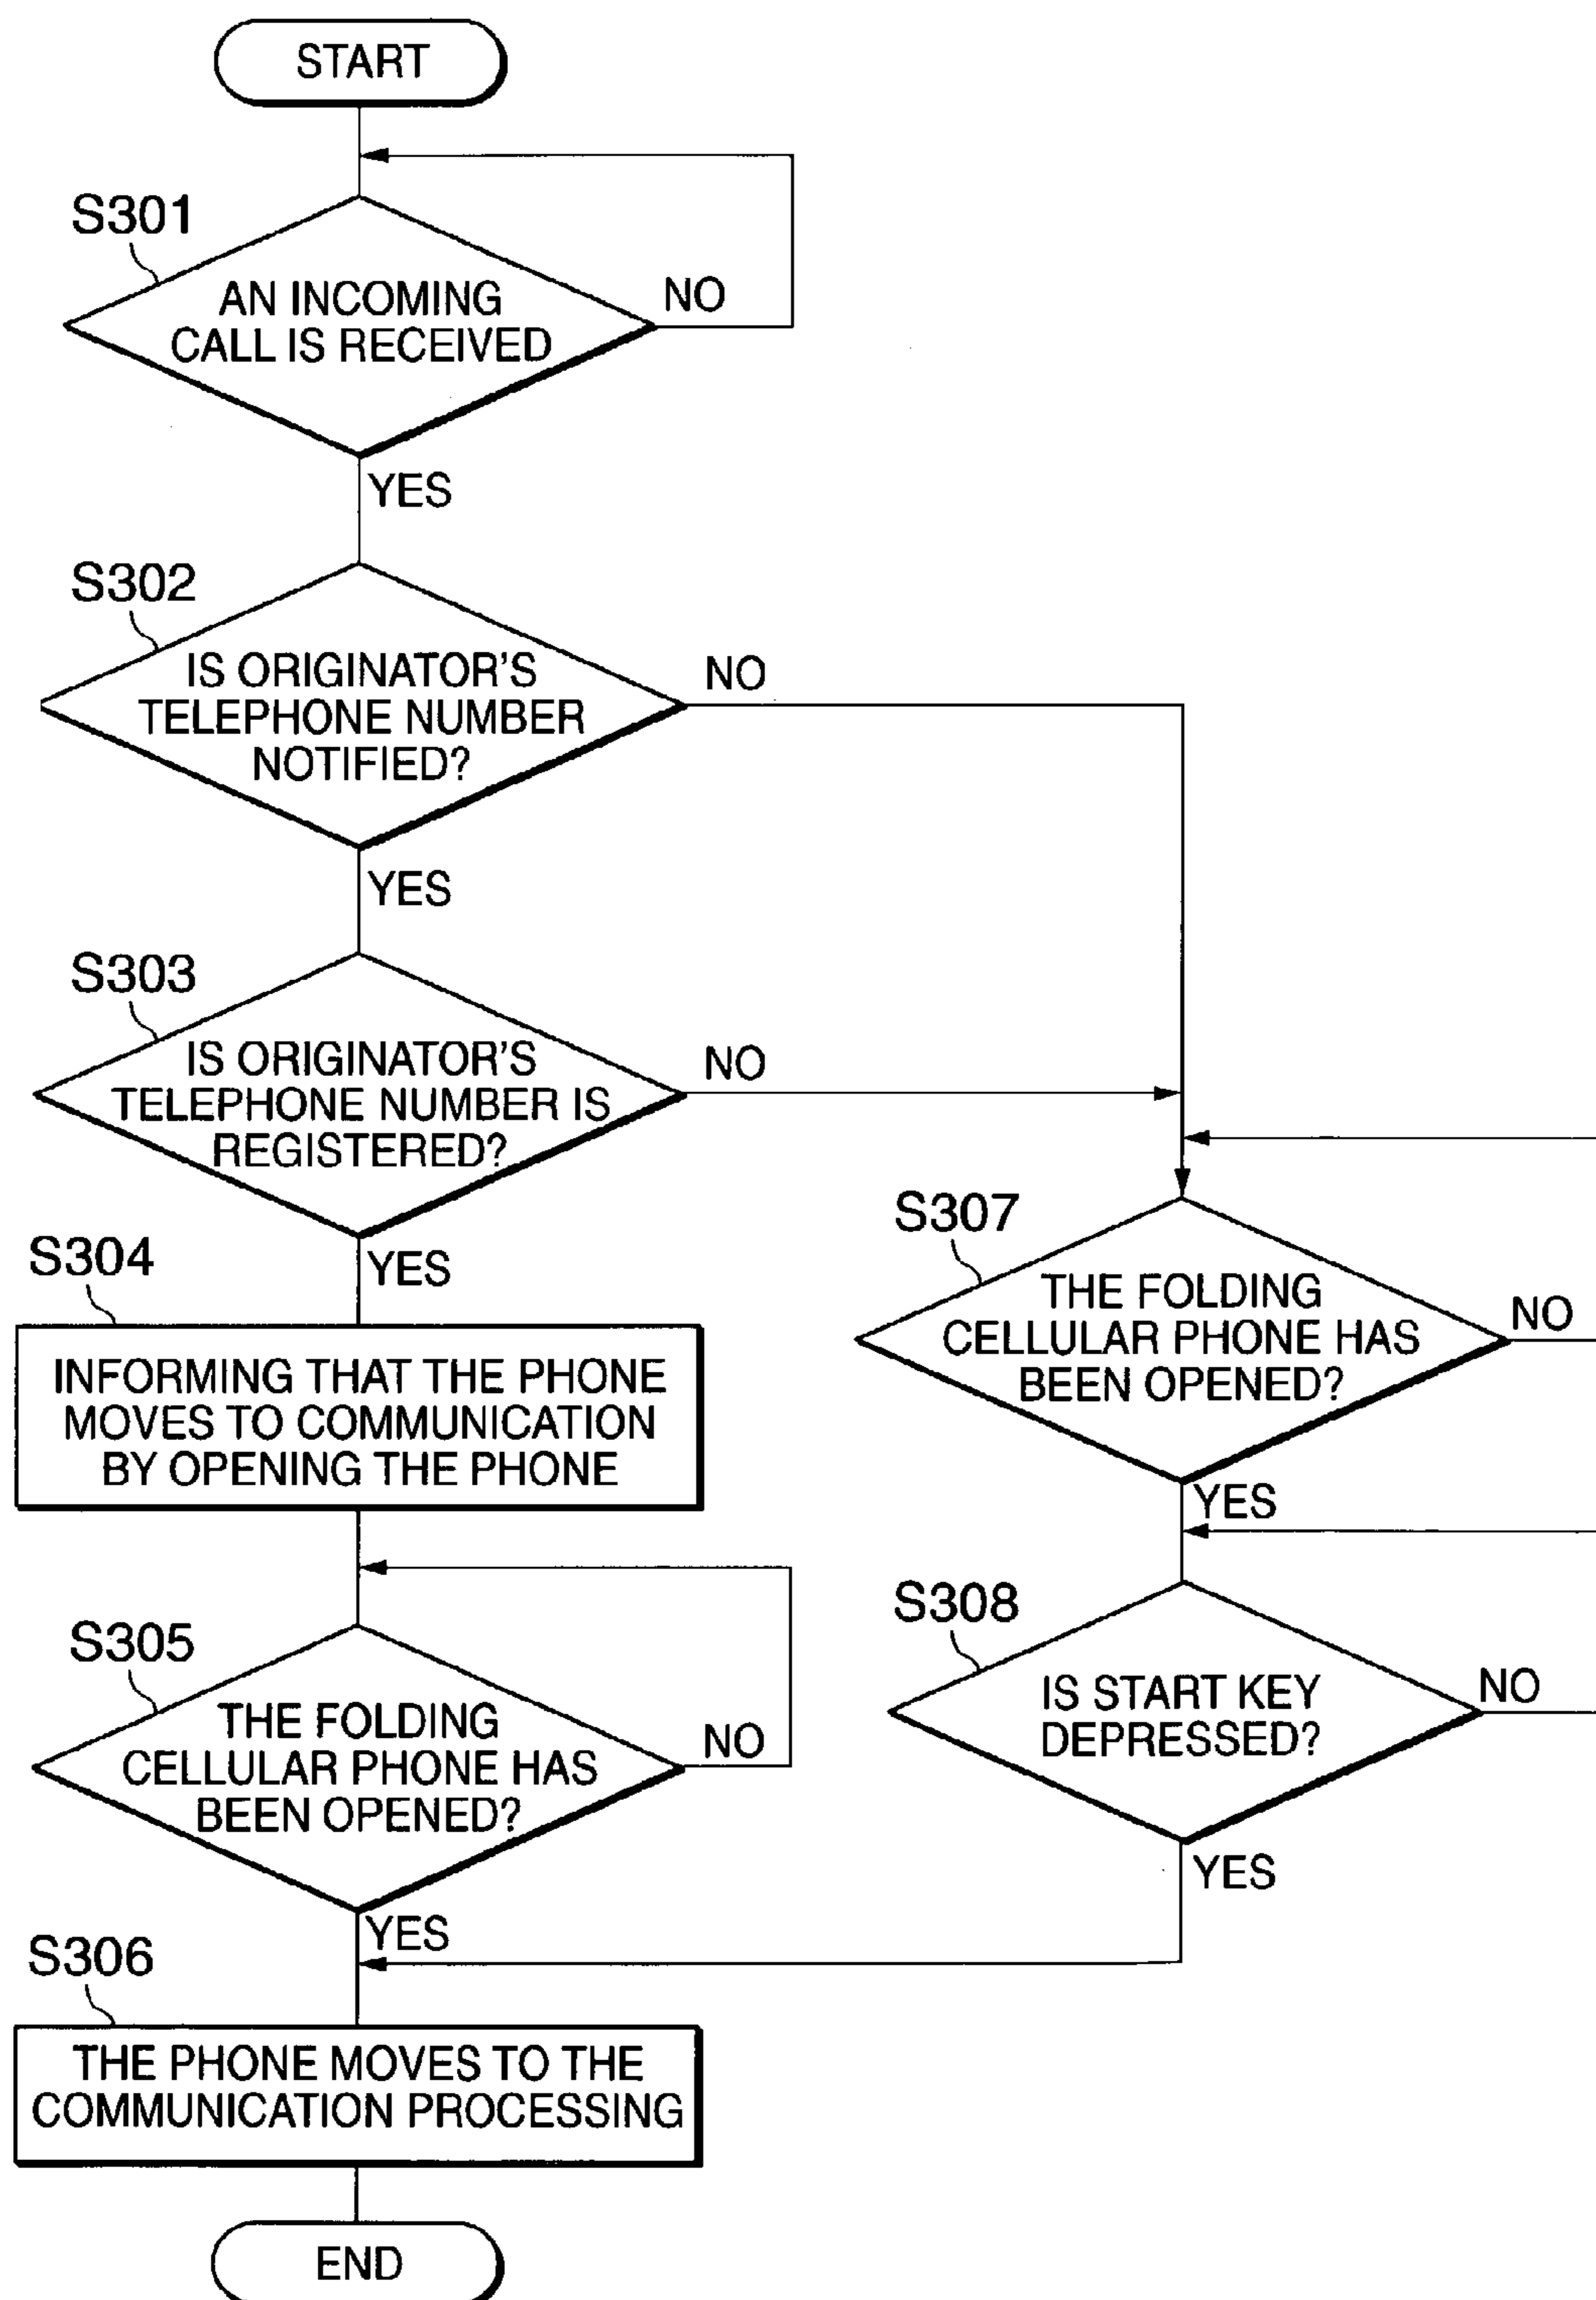 START
S301
AN INCOMING
CALL IS RECEIVED
NO
YES
S302
IS ORIGINATOR'S
TELEPHONE NUMBER
NOTIFIED?
NO
YES
S303
IS ORIGINATOR'S
TELEPHONE NUMBER IS
REGISTERED?
NO
YES
S304
INFORMING THAT THE PHONE
MOVES TO COMMUNICATION
BY OPENING THE PHONE
S305
THE FOLDING
CELLULAR PHONE HAS
BEEN OPENED?
NO
YES
S306
THE PHONE MOVES TO THE
COMMUNICATION PROCESSING
END
S307
THE FOLDING
CELLULAR PHONE HAS
BEEN OPENED?
NO
YES
S308
IS START KEY
DEPRESSED?
NO
YES